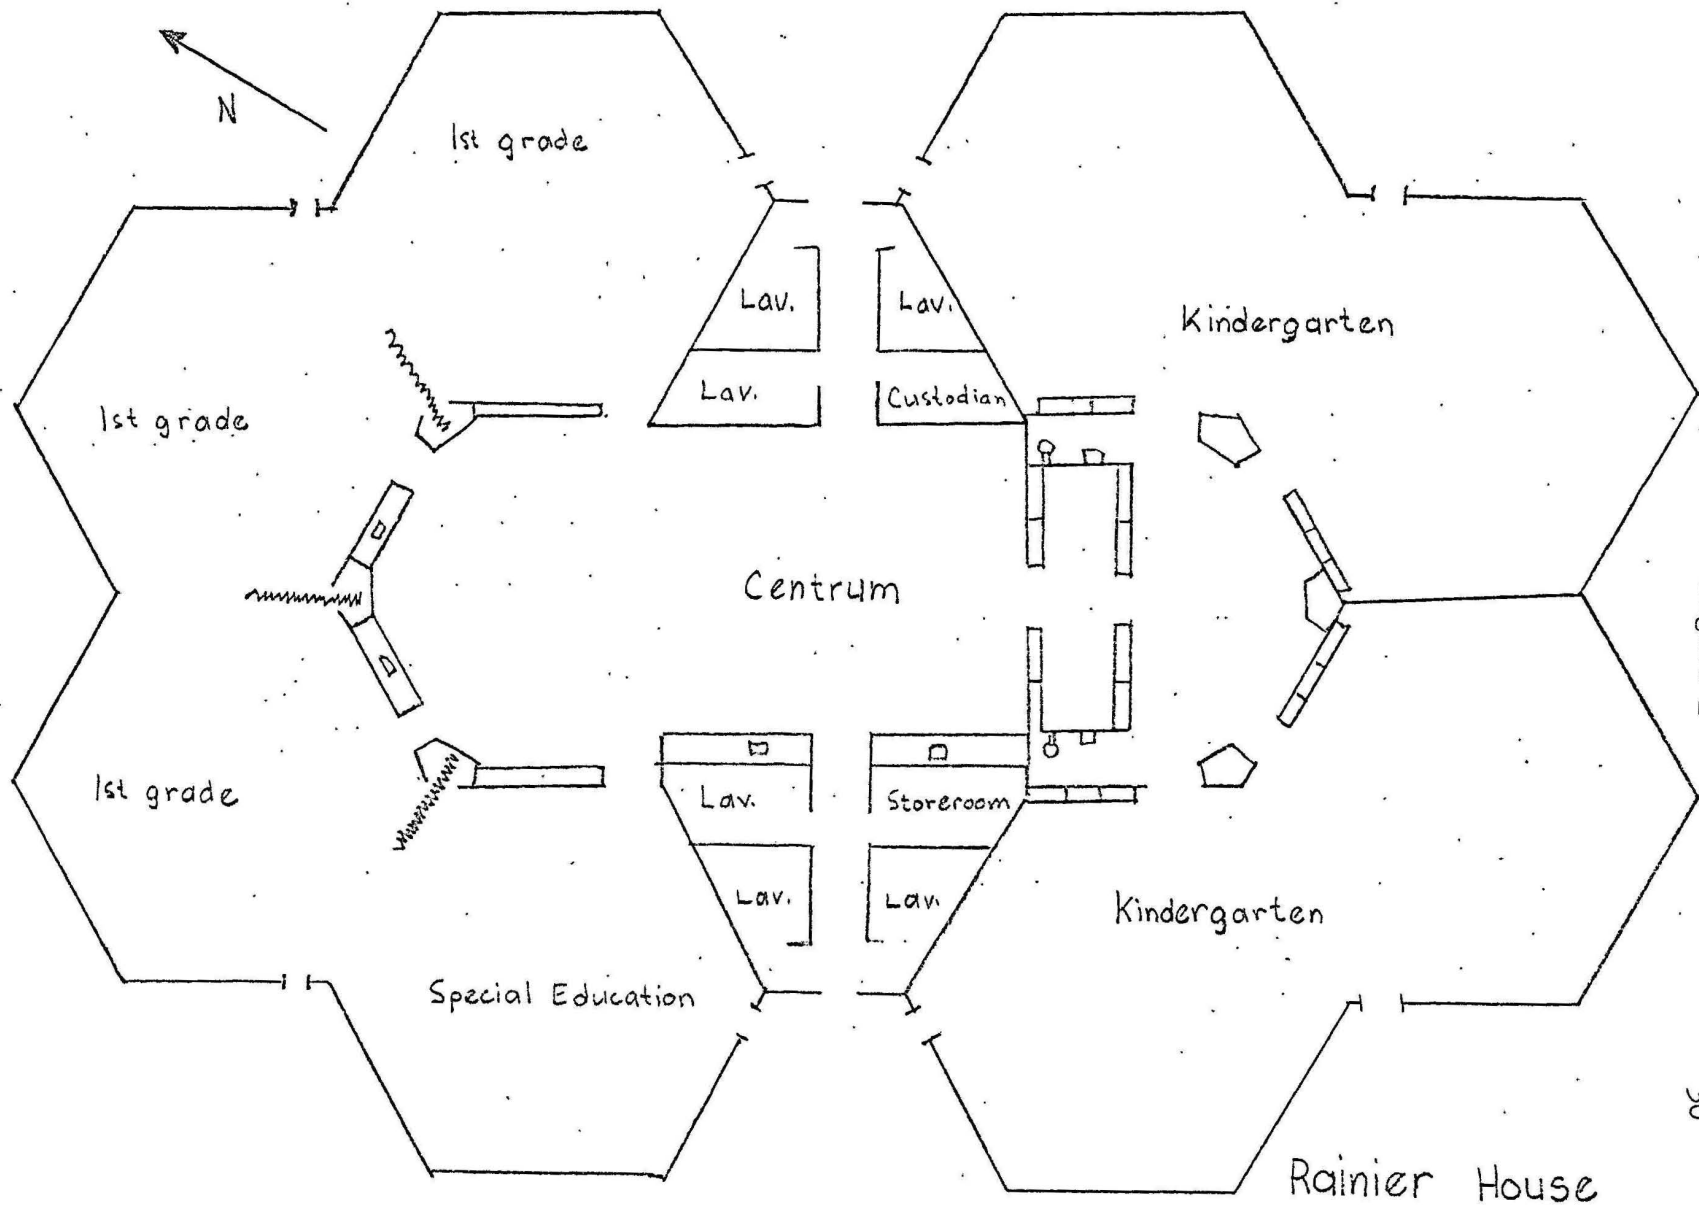 N
1st grade
Lav.
Lav.
Kindergarten
Lav.
Custodian
1st grade
Centrum
1st grade
Lav.
Storeroom
Lav.
Lav.
Kindergarten
Special Education
Rainier House